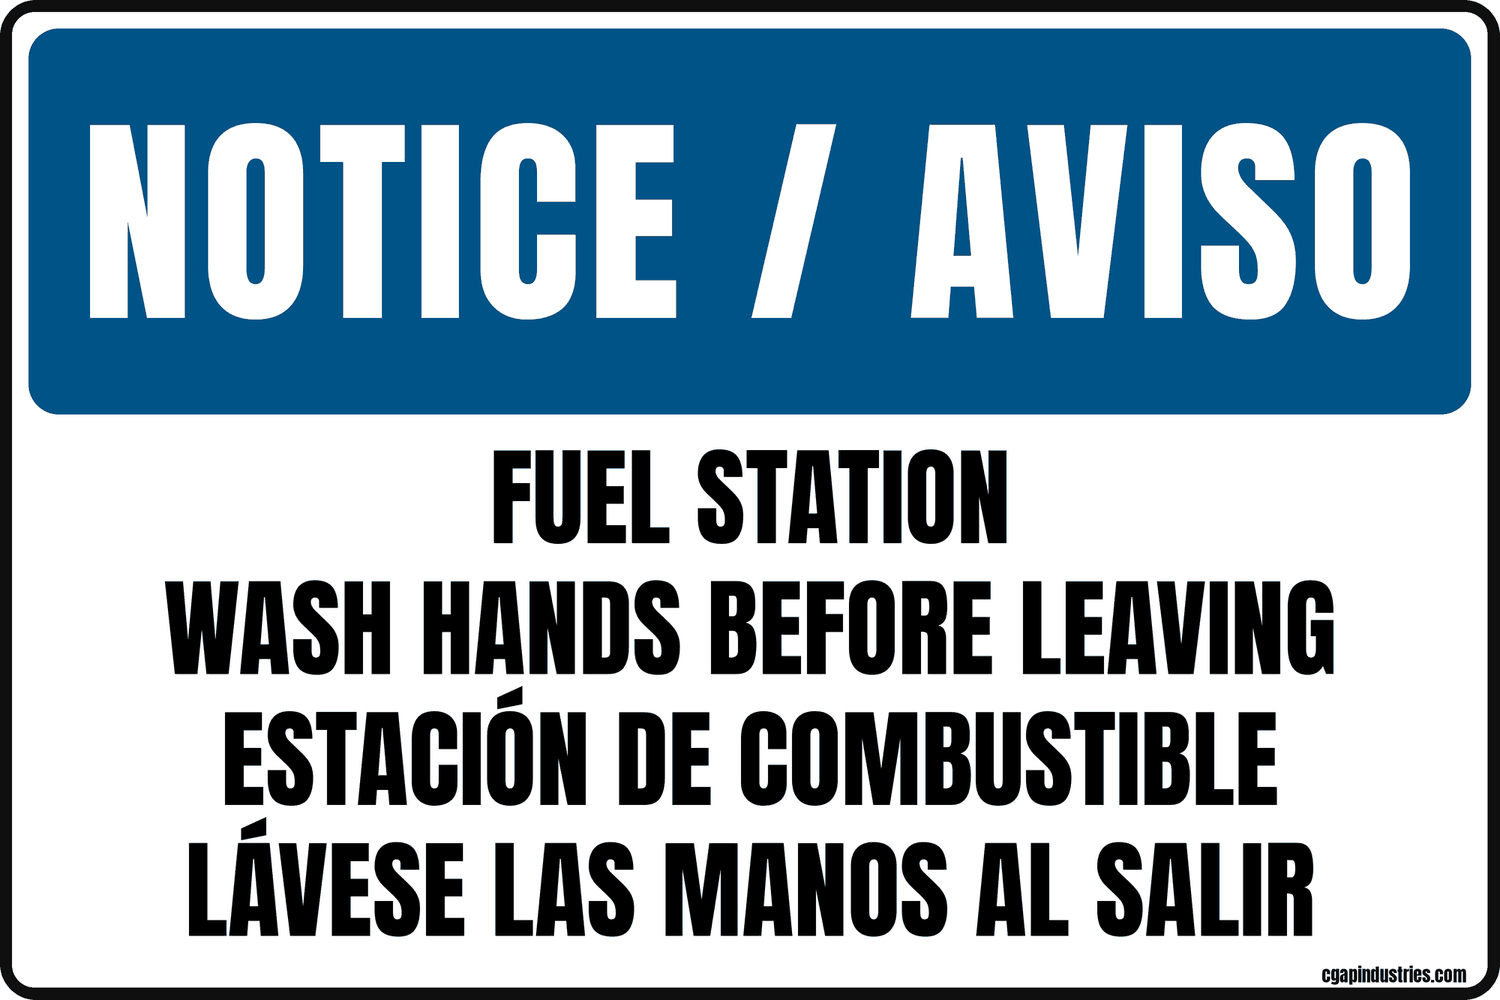 NOTICE / AVISO
FUEL STATION
WASH HANDS BEFORE LEAVING
ESTACIÓN DE COMBUSTIBLE
LÁVESE LAS MANOS AL SALIR
cgapindustries.com